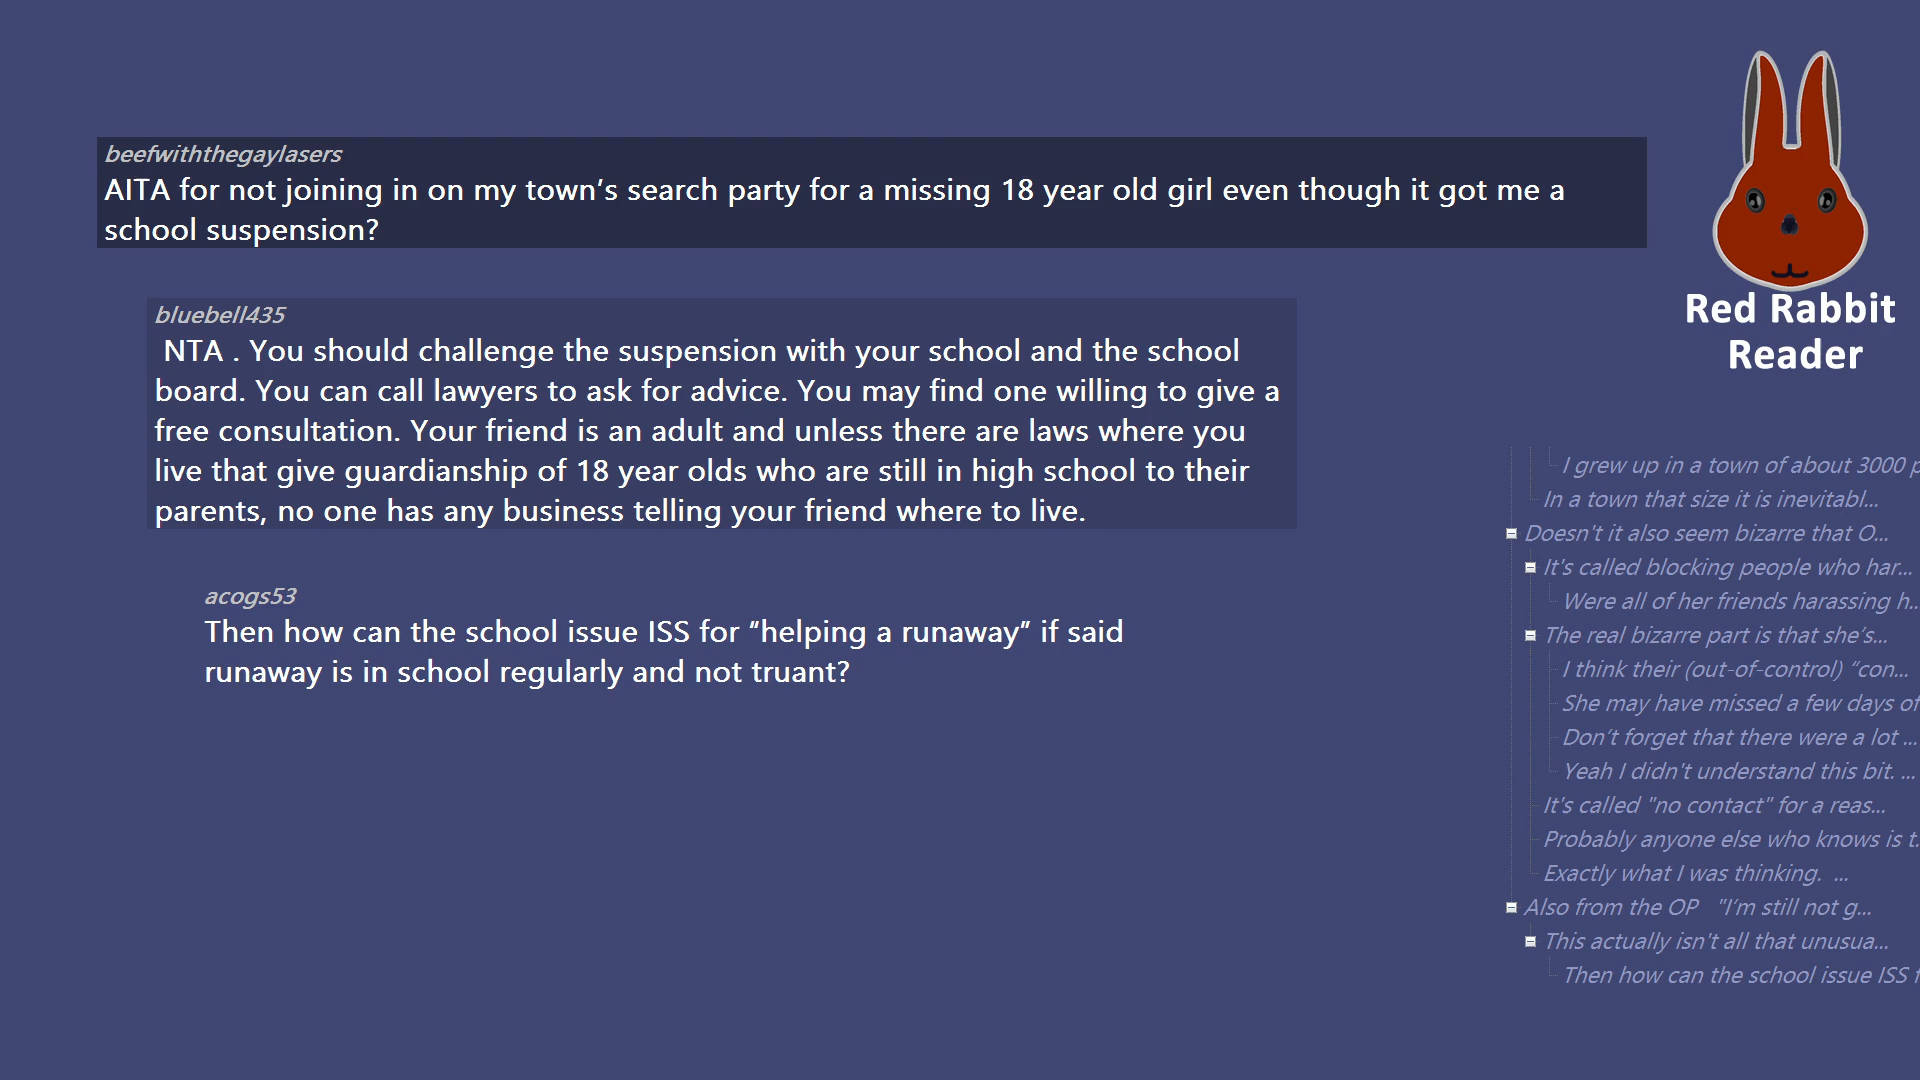 beefwiththegaylasers
AITA for not joining in on my town’s search party for a missing 18 year old girl even though it got me a
school suspension?
bluebell435
NTA . You should challenge the suspension with your school and the school
board. You can call lawyers to ask for advice. You may find one willing to give a
free consultation. Your friend is an adult and unless there are laws where you
live that give guardianship of 18 year olds who are still in high school to their
parents, no one has any business telling your friend where to live.
acogs53
Then how can the school issue ISS for “helping a runaway” if said
runaway is in school regularly and not truant?
Red Rabbit
Reader
I grew up in a town of about 3000 p
In a town that size it is inevitabl...
Doesn't it also seem bizarre that O...
It's called blocking people who har...
Were all of her friends harassing h...
The real bizarre part is that she’s...
I think their (out-of-control) “con...
She may have missed a few days of
Don’t forget that there were a lot ...
Yeah I didn't understand this bit. ...
It's called "no contact" for a reas...
Probably anyone else who knows is t.
Exactly what I was thinking. ...
Also from the OP "I’m still not g...
This actually isn't all that unusua...
Then how can the school issue ISS f